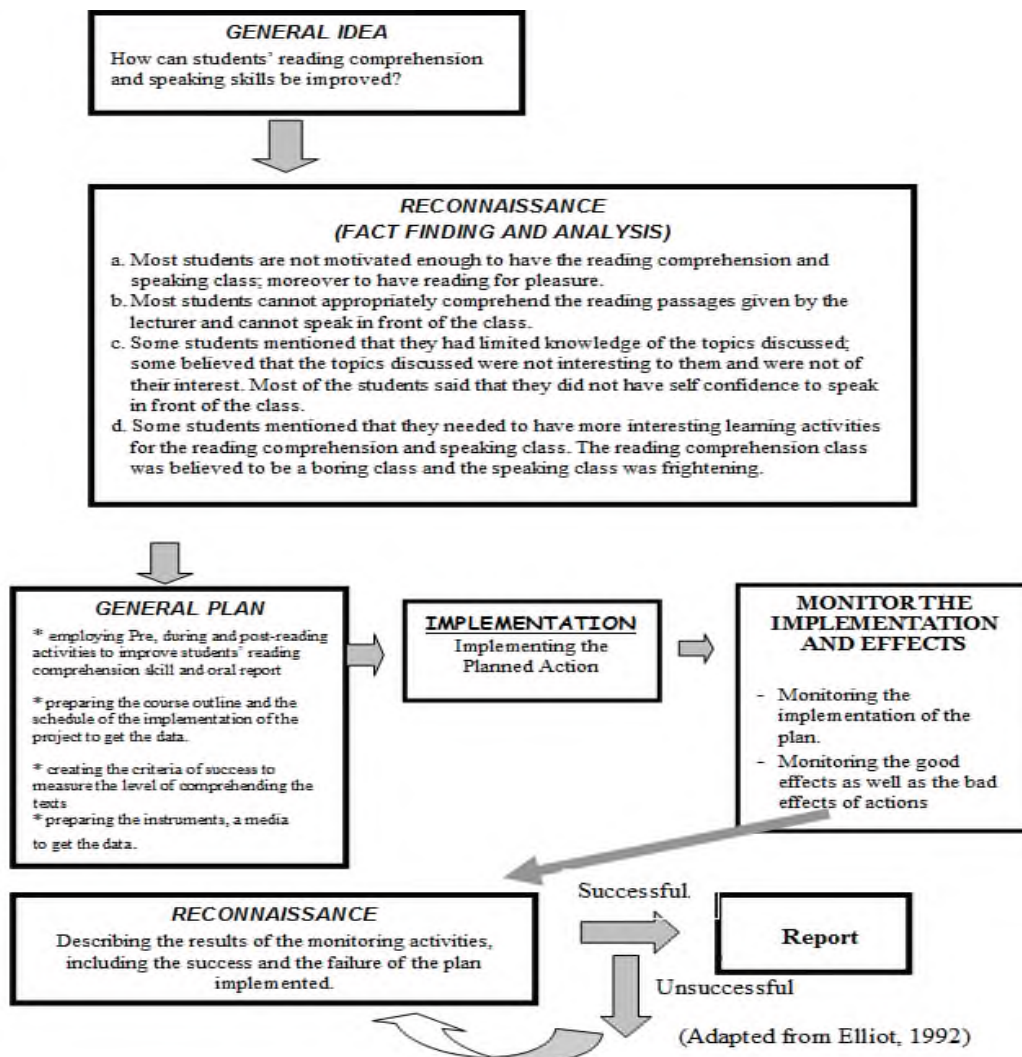 GENERAL IDEA
How can students’ reading comprehension
and speaking skills be improved?
RECONNAISSANCE
(FACT FINDING AND ANALYSIS)
a. Most students are not motivated enough to have the reading comprehension and
speaking class; moreover to have reading for pleasure.
b. Most students cannot appropriately comprehend the reading passages given by the
lecturer and cannot speak in front of the class.
c. Some students mentioned that they had limited knowledge of the topics discussed;
some believed that the topics discussed were not interesting to them and were not of
their interest. Most of the students said that they did not have self confidence to speak
in front of the class.
d. Some students mentioned that they needed to have more interesting learning activities
for the reading comprehension and speaking class. The reading comprehension class
was believed to be a boring class and the speaking class was frightening.
GENERAL PLAN
* employing Pre, during and post-reading
activities to improve students’ reading
comprehension skill and oral report
* preparing the course outline and the
schedule of the implementation of the
project to get the data.
* creating the criteria of success to
measure the level of comprehending the
texts
* preparing the instruments, a media
to get the data.
IMPLEMENTATION
Implementing the
Planned Action
MONITOR THE
IMPLEMENTATION
AND EFFECTS
- Monitoring the
implementation of the
plan.
- Monitoring the good
effects as well as the bad
effects of actions
RECONNAISSANCE
Describing the results of the monitoring activities,
including the success and the failure of the plan
implemented.
Successful.
Report
Unsuccessful
(Adapted from Elliot, 1992)